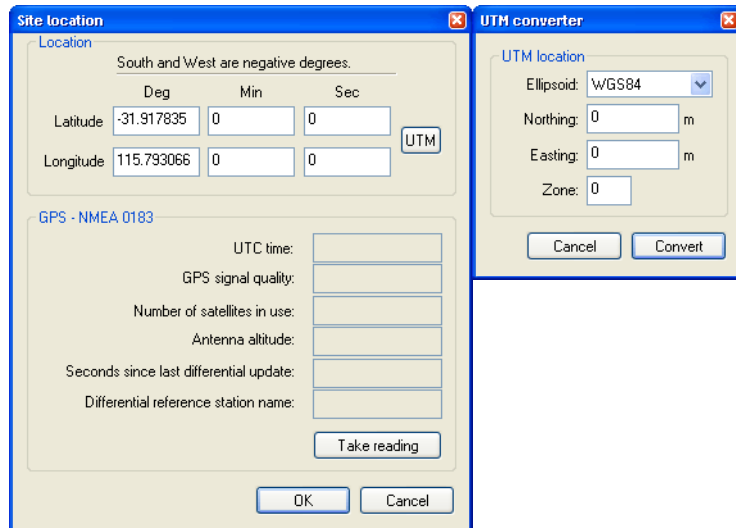 Site location
Location
South and West are negative degrees.
Deg Min Sec
Latitude -31.917835 0 0
UTM
Longitude 115.793066 0 0
GPS - NMEA 0183
UTC time:
GPS signal quality:
Number of satellites in use:
Antenna altitude:
Seconds since last differential update:
Differential reference station name:
Take reading
OK Cancel
UTM converter
UTM location
Ellipsoid: WGS84
Northing: 0 m
Easting: 0 m
Zone: 0
Cancel Convert